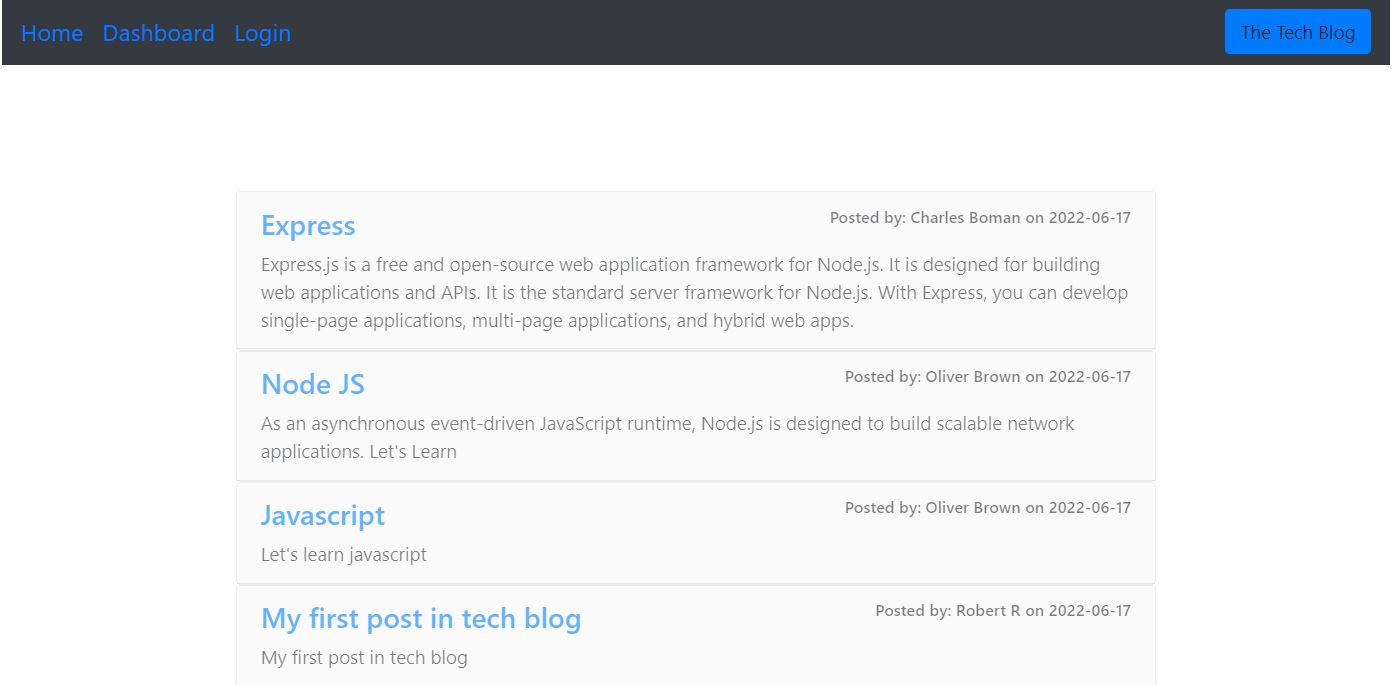 Home Dashboard Login The Tech Blog
Express
Posted by: Charles Boman on 2022-06-17
Express.js is a free and open-source web application framework for Node.js. It is designed for building
web applications and APIs. It is the standard server framework for Node.js. With Express, you can develop
single-page applications, multi-page applications, and hybrid web apps.
Node JS
Posted by: Oliver Brown on 2022-06-17
As an asynchronous event-driven JavaScript runtime, Node.js is designed to build scalable network
applications. Let's Learn
Javascript
Posted by: Oliver Brown on 2022-06-17
Let's learn javascript
My first post in tech blog
Posted by: Robert R on 2022-06-17
My first post in tech blog